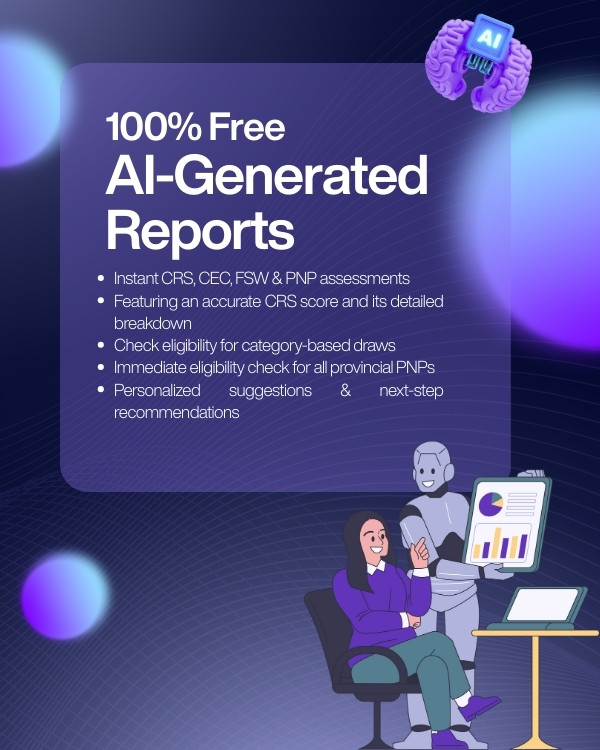 AI
100% Free
AI-Generated
Reports
• Instant CRS, CEC, FSW & PNP assessments
• Featuring an accurate CRS score and its detailed
breakdown
• Check eligibility for category-based draws
• Immediate eligibility check for all provincial PNPs
• Personalized suggestions & next-step
recommendations